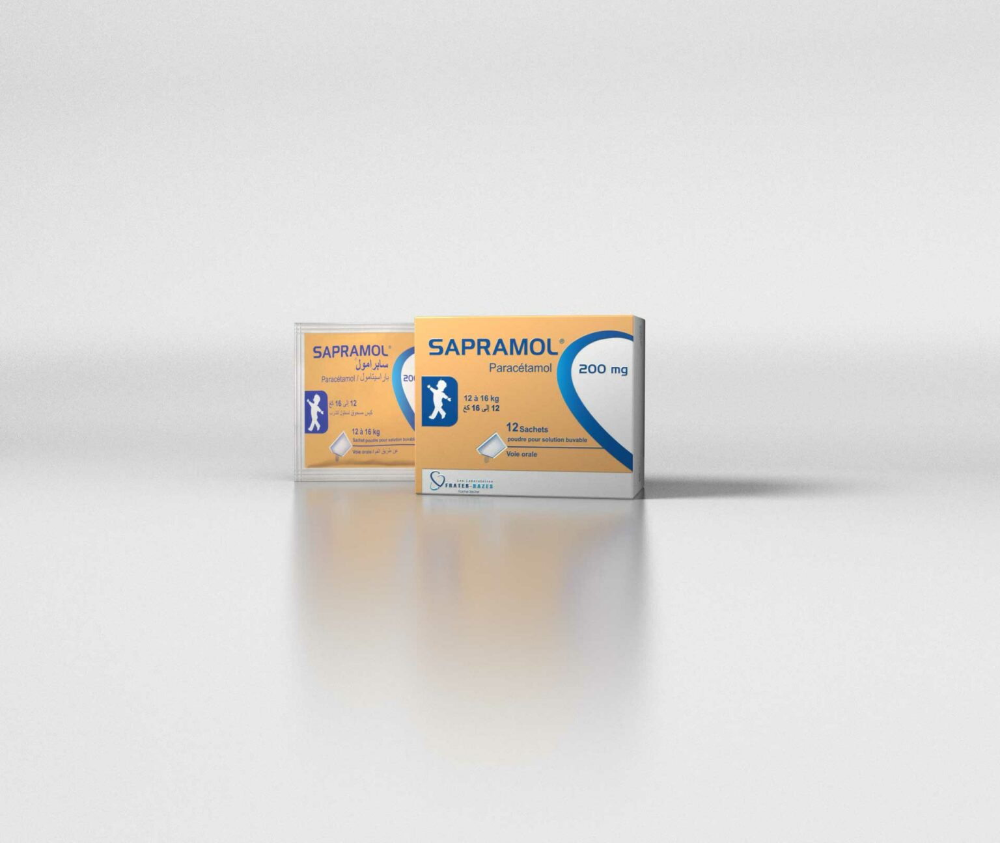 SAPRAMOL®
سابرامول
Paracétamol / باراسيتامول
200
12 إلى 16 كغ
كيس مسحوق لمحلول للشرب
12 à 16 kg
Sachet poudre pour solution buvable
Voie orale / عن طريق الفم
SAPRAMOL®
Paracétamol
200 mg
12 à 16 kg
12 إلى 16 كغ
12 Sachets
poudre pour solution buvable
Voie orale
Les Laboratoires
FRATER-RAZES